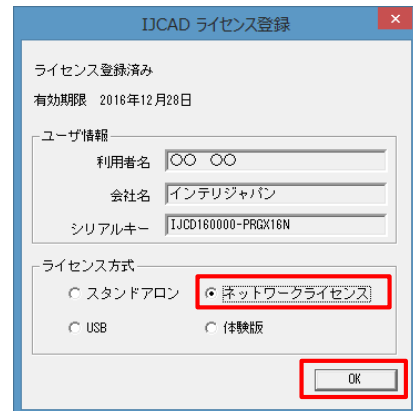 IJCAD ライセンス登録
ライセンス登録済み
有効期限 2016年12月28日
ユーザ情報
利用者名 〇〇 〇〇
会社名 インテリジャパン
シリアルキー IJCD160000-PRGX16N
ライセンス方式
スタンドアロン ネットワークライセンス
USB 体験版
OK